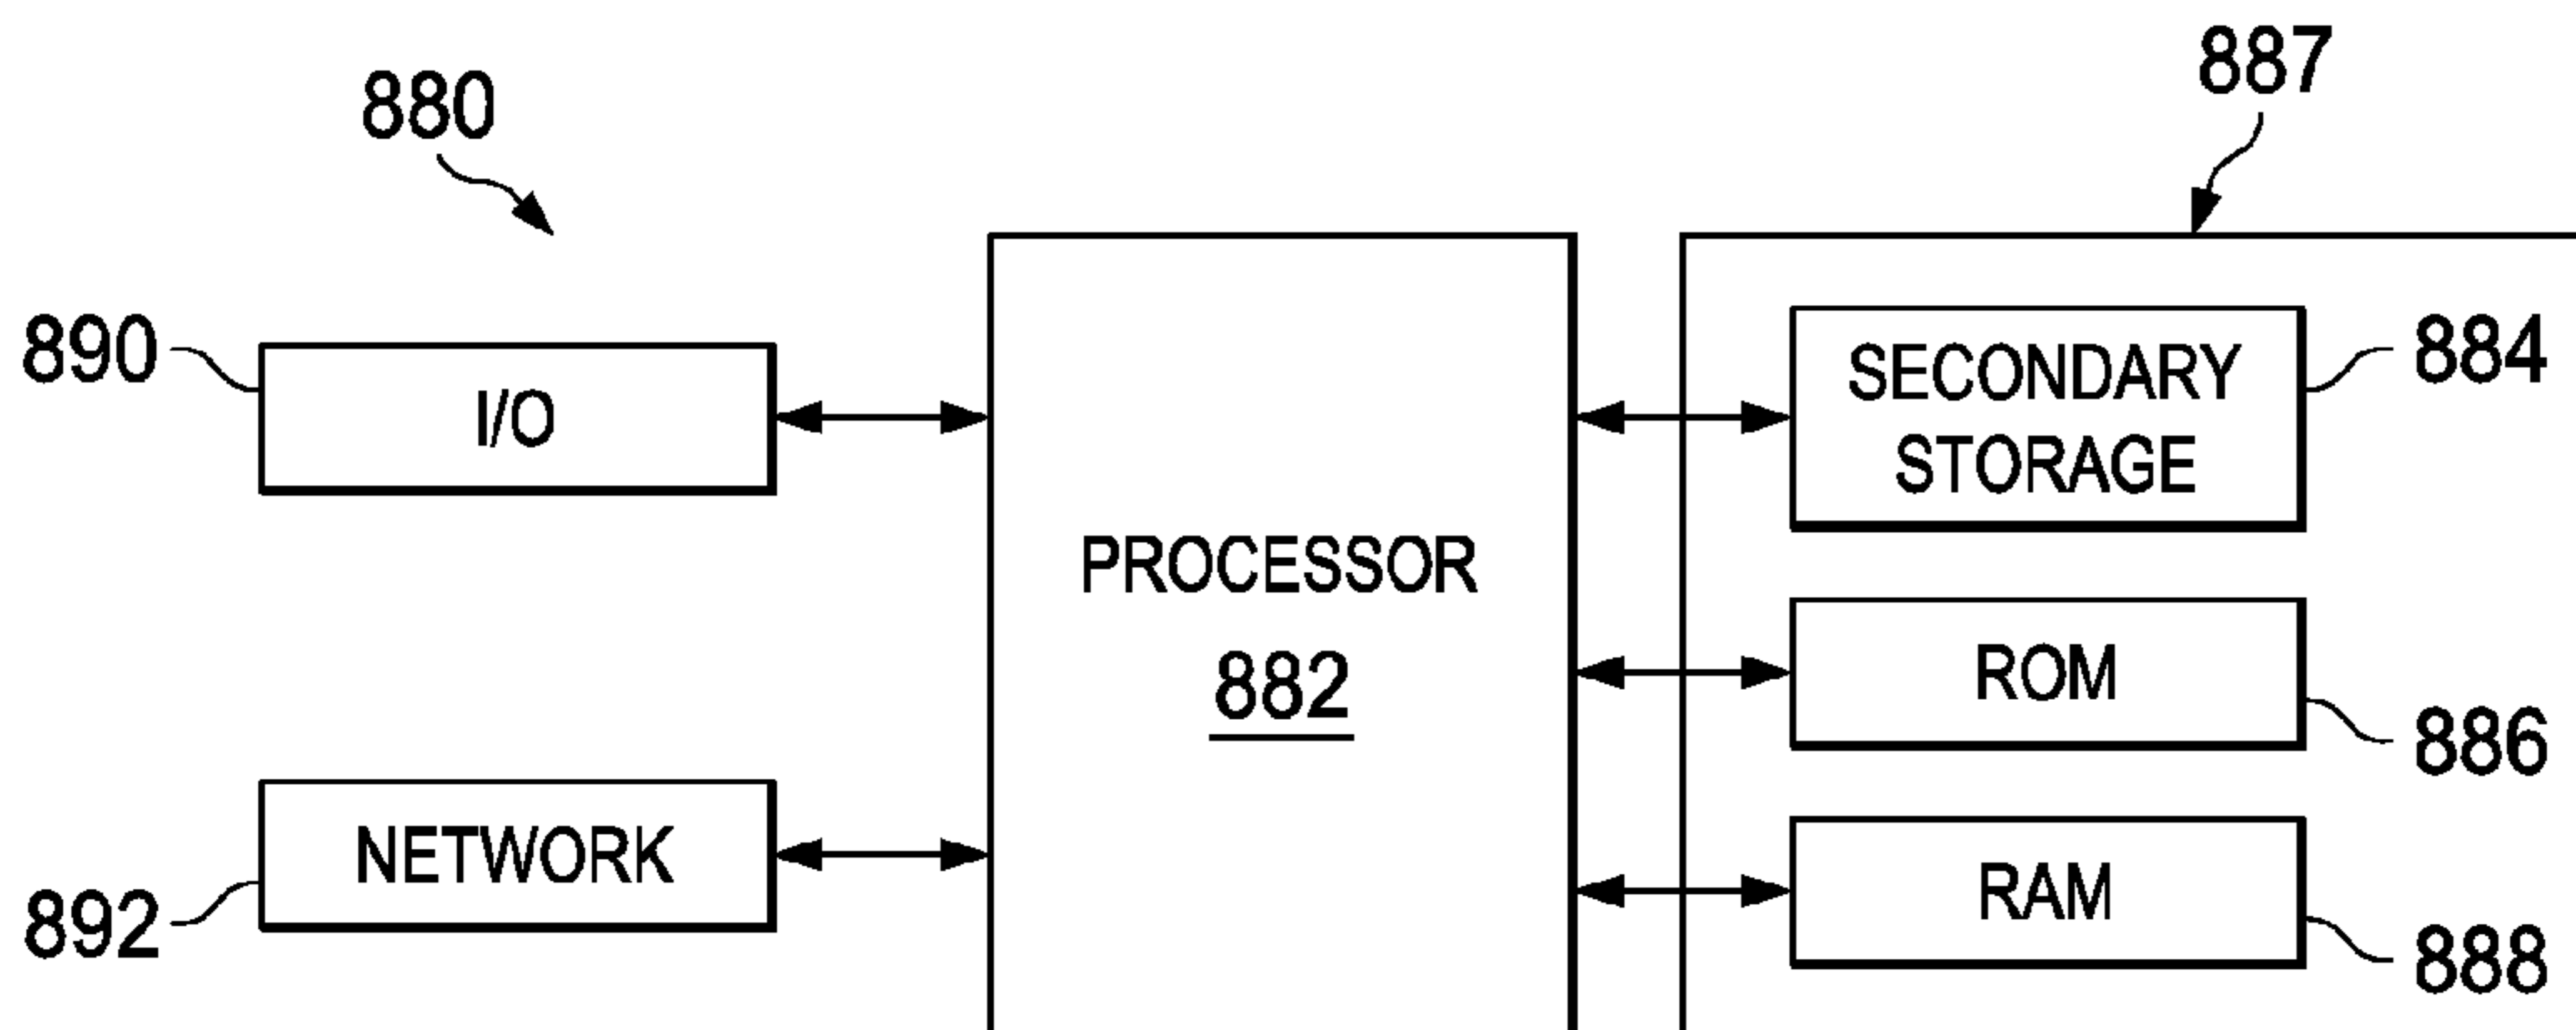 880
887
890
I/O
SECONDARY
STORAGE
884
PROCESSOR
882
ROM
886
NETWORK
892
RAM
888